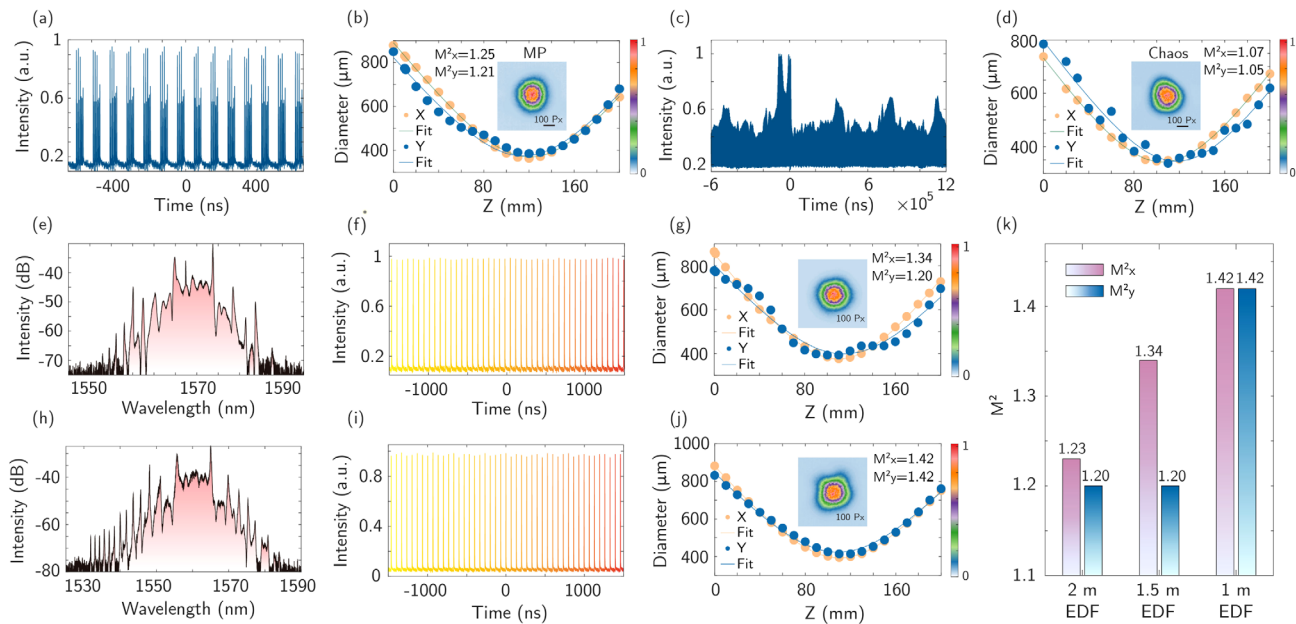 (a)
Intensity (a.u.)
1
0.6
0.2
-400
0
400
Time (ns)
(b)
Diameter (μm)
800
600
400
0
80
160
Z (mm)
M²x=1.25
M²y=1.21
MP
100 Px
X
Fit
Y
Fit
1
0
(c)
Intensity (a.u.)
1
0.6
0.4
0.2
-6
0
6
12
Time (ns)
×10⁵
(d)
Diameter (μm)
800
600
400
0
80
160
Z (mm)
Chaos
M²x=1.07
M²y=1.05
100 Px
X
Fit
Y
Fit
1
0
(e)
Intensity (dB)
-40
-50
-60
-70
1550
1570
1590
Wavelength (nm)
(f)
Intensity (a.u.)
1
0.8
0.6
0.4
0.2
-1000
0
1000
Time (ns)
(g)
Diameter (μm)
800
600
400
0
80
160
Z (mm)
M²x=1.34
M²y=1.20
100 Px
X
Fit
Y
Fit
1
0
(h)
Intensity (dB)
-40
-60
-80
1530
1550
1570
1590
Wavelength (nm)
(i)
Intensity (a.u.)
0.8
0.4
0
-1000
0
1000
Time (ns)
(j)
Diameter (μm)
1000
800
600
400
0
80
160
Z (mm)
M²x=1.42
M²y=1.42
100 Px
X
Fit
Y
Fit
1
0
(k)
M²
1.4
1.3
1.2
1.1
M²x
M²y
1.23
1.20
1.34
1.20
1.42
1.42
2 m
EDF
1.5 m
EDF
1 m
EDF